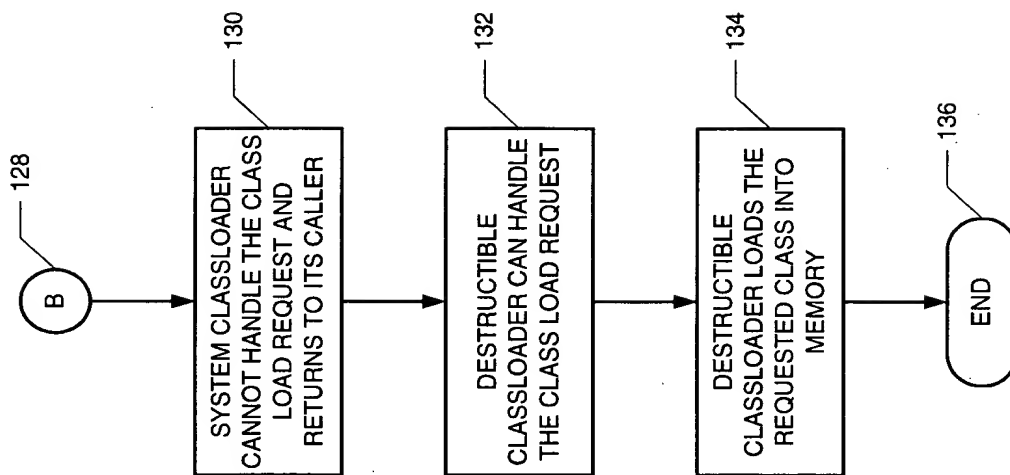 B
128
SYSTEM CLASSLOADER
CANNOT HANDLE THE CLASS
LOAD REQUEST AND
RETURNS TO ITS CALLER
130
DESTRUCTIBLE
CLASSLOADER CAN HANDLE
THE CLASS LOAD REQUEST
132
DESTRUCTIBLE
CLASSLOADER LOADS THE
REQUESTED CLASS INTO
MEMORY
134
END
136